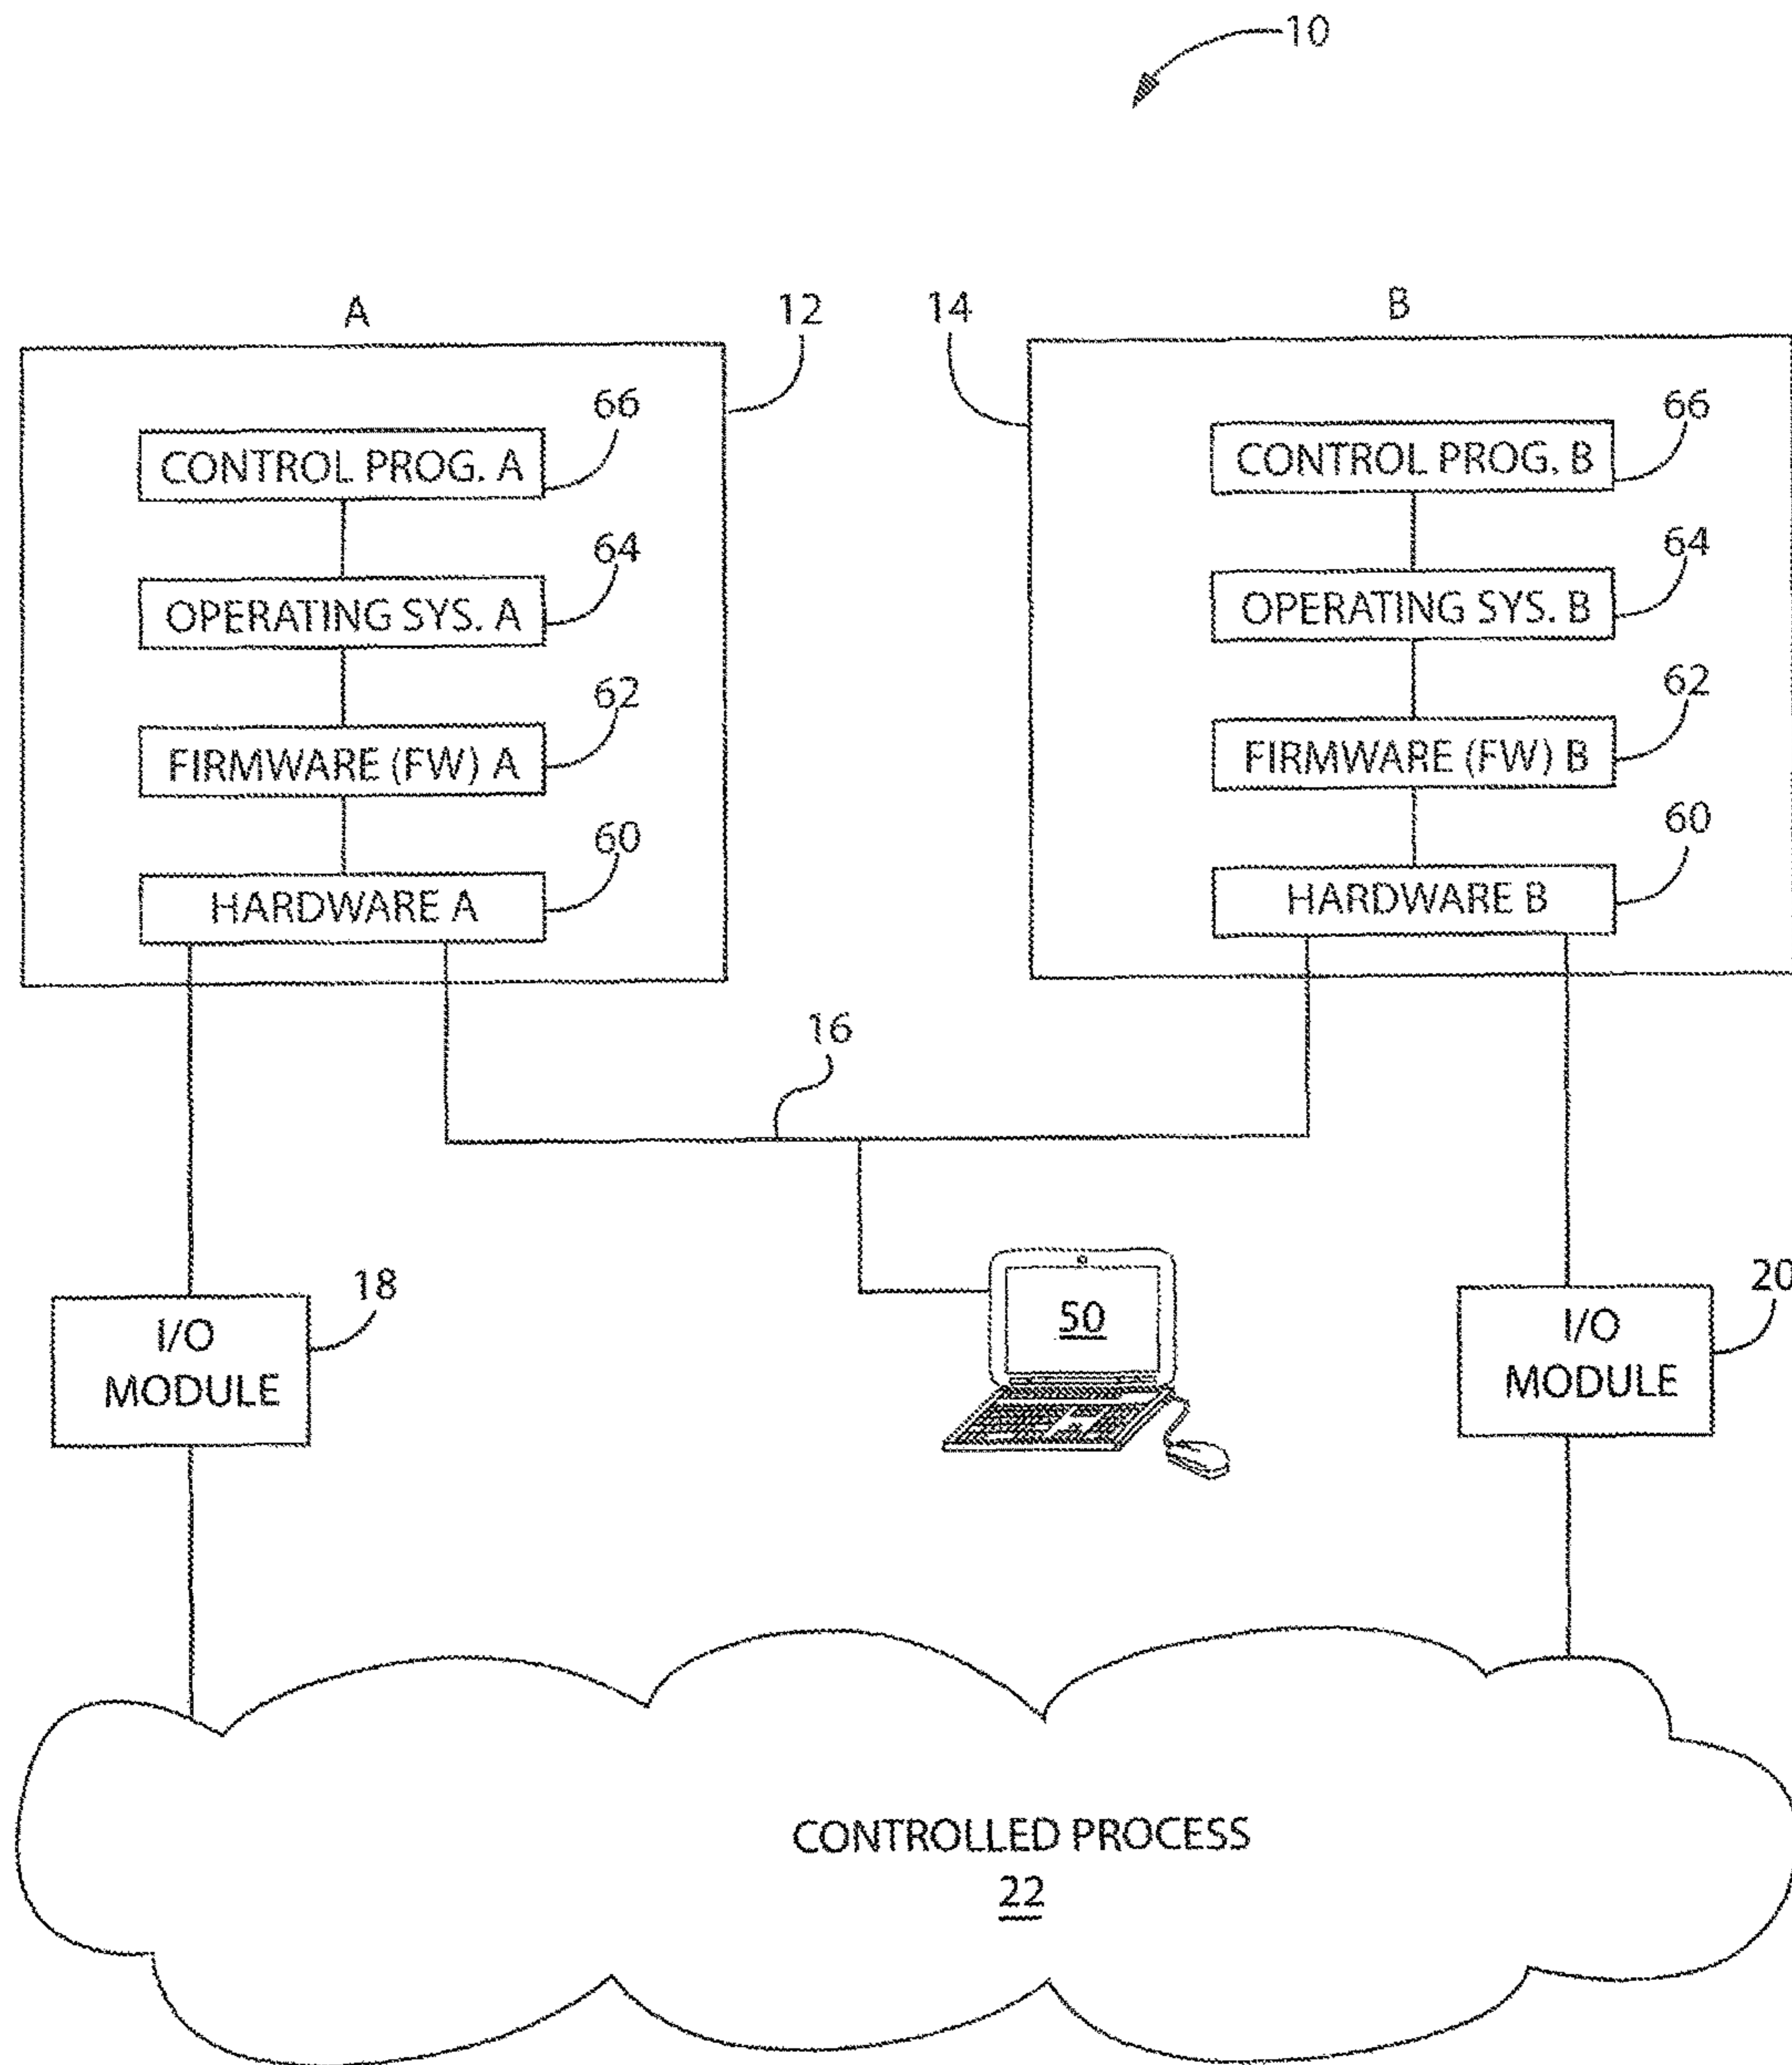 10
A
12
14
B
66
CONTROL PROG. A
66
CONTROL PROG. B
64
OPERATING SYS. A
64
OPERATING SYS. B
62
FIRMWARE (FW) A
62
FIRMWARE (FW) B
60
HARDWARE A
60
HARDWARE B
16
18
I/O
MODULE
50
20
I/O
MODULE
CONTROLLED PROCESS
22